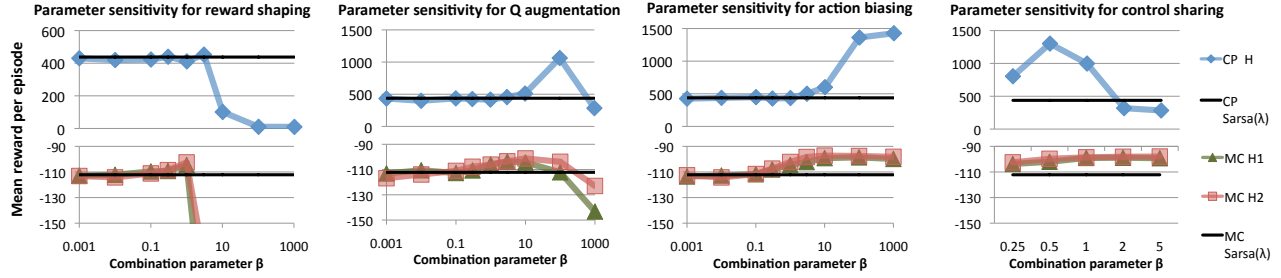 Parameter sensitivity for reward shaping
Parameter sensitivity for Q augmentation
Parameter sensitivity for action biasing
Parameter sensitivity for control sharing
Mean reward per episode
600
400
200
0
-90
-110
-130
-150
0.001 0.1 10 1000
Combination parameter β
1500
1000
500
0
-90
-110
-130
-150
0.001 0.1 10 1000
Combination parameter β
1500
1000
500
0
-90
-110
-130
-150
0.001 0.1 10 1000
Combination parameter β
1500
1000
500
0
-90
-110
-130
-150
0.25 0.5 1 2 5
Combination parameter β
CP H
CP
Sarsa(λ)
MC H1
MC H2
MC
Sarsa(λ)